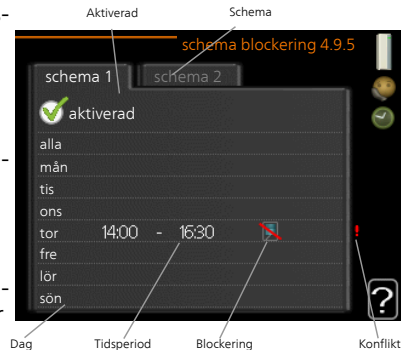 Aktiverad Schema
schema blockering 4.9.5
schema 1 schema 2
aktiverad
alla
mån
tis
ons
tor 14:00 - 16:30 !
fre
lör
sön
?
Dag Tidsperiod Blockering Konflikt